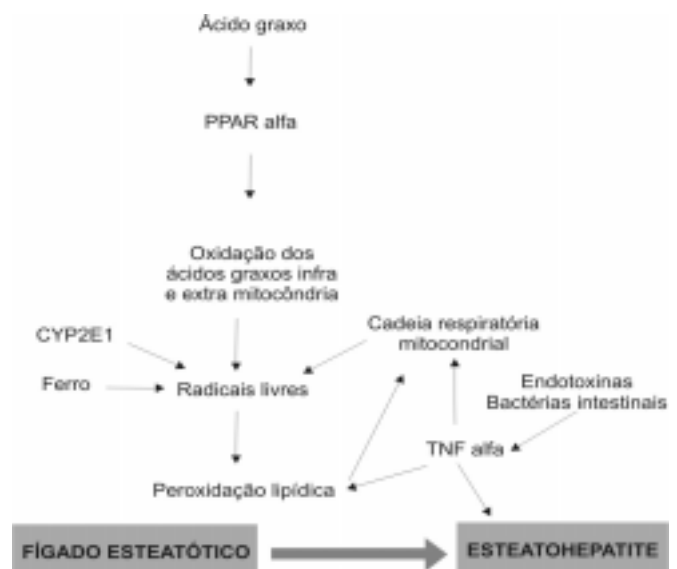 Ácido graxo
PPAR alfa
Oxidação dos
ácidos graxos infra
e extra mitocôndria
CYP2E1
Cadeia respiratória
mitocondrial
Ferro
Radicais livres
Endotoxinas
Bactérias intestinais
TNF alfa
Peroxidação lipídica
FÍGADO ESTEATÓTICO
ESTEATOHEPATITE